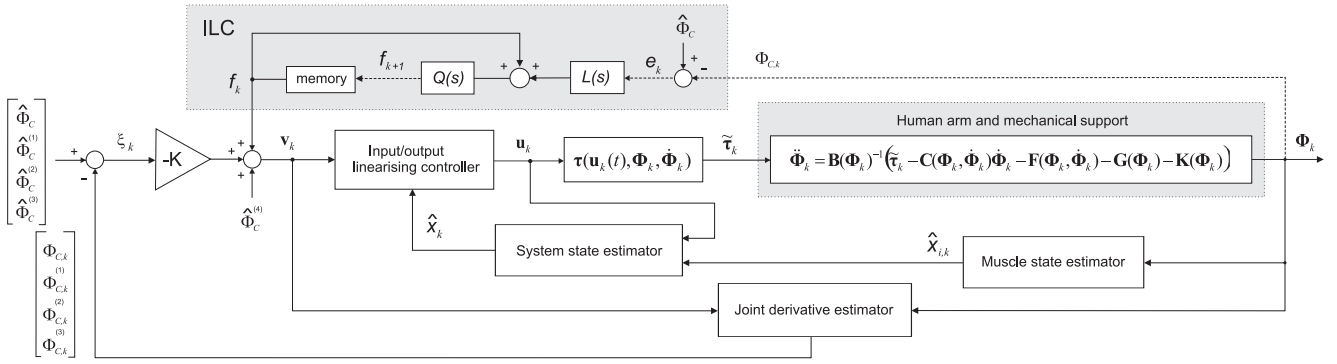 ILC
Φ̂_C
f_{k+1}
e_k
Φ_{C,k}
+
-
memory
Q(s)
+
+
L(s)
f_k
Human arm and mechanical support
Φ̂_C
Φ̂_C^{(1)}
Φ̂_C^{(2)}
Φ̂_C^{(3)}
+
-
ξ_k
-K
+
+
+
v_k
Input/output
linearising controller
u_k
τ(u_k(t),Φ_k,Φ̇_k)
τ̃_k
Φ̈_k = B(Φ_k)^{-1}(τ̃_k − C(Φ_k,Φ̇_k)Φ̇_k − F(Φ_k,Φ̇_k) − G(Φ_k) − K(Φ_k))
Φ_k
Φ̂_C^{(4)}
x̂_k
System state estimator
x̂_{i,k}
Muscle state estimator
Φ_{C,k}
Φ_{C,k}^{(1)}
Φ_{C,k}^{(2)}
Φ_{C,k}^{(3)}
Joint derivative estimator